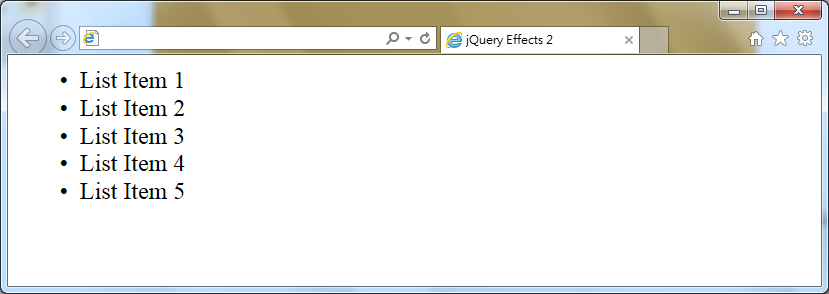 jQuery Effects 2
• List Item 1
• List Item 2
• List Item 3
• List Item 4
• List Item 5